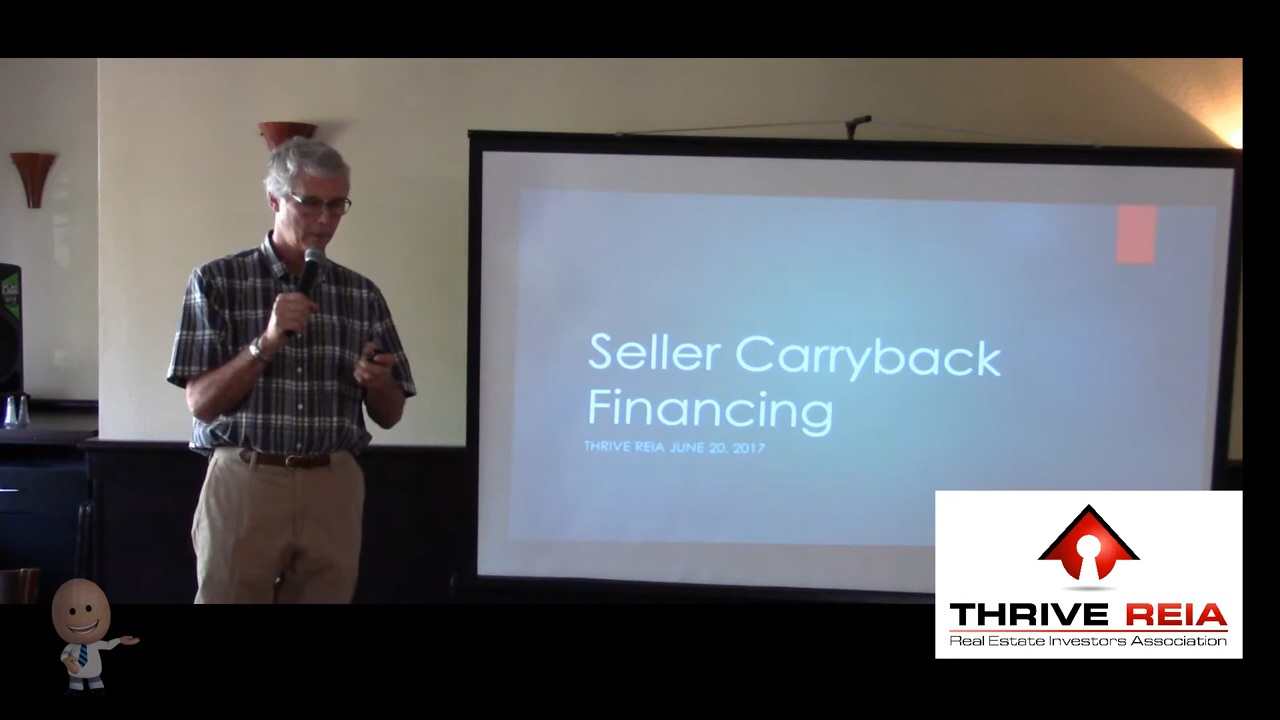 Seller Carryback
Financing
THRIVE REIA JUNE 20, 2017
THRIVE REIA
Real Estate Investors Association